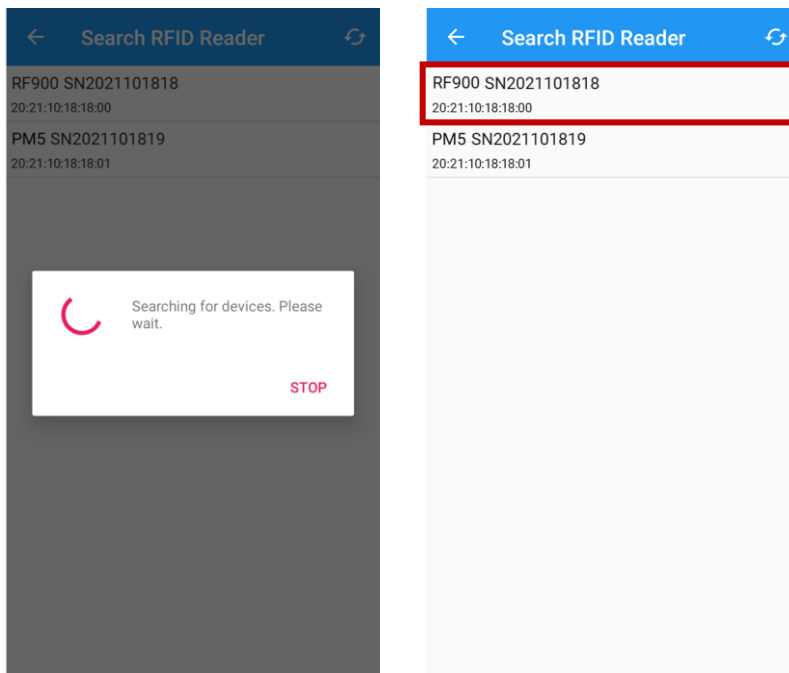 Search RFID Reader
RF900 SN2021101818
20:21:10:18:18:00
PM5 SN2021101819
20:21:10:18:18:01
Searching for devices. Please
wait.
STOP
Search RFID Reader
RF900 SN2021101818
20:21:10:18:18:00
PM5 SN2021101819
20:21:10:18:18:01